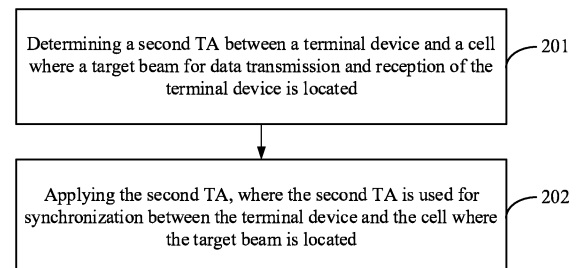 Determining a second TA between a terminal device and a cell
where a target beam for data transmission and reception of the
terminal device is located
201
Applying the second TA, where the second TA is used for
synchronization between the terminal device and the cell where
the target beam is located
202